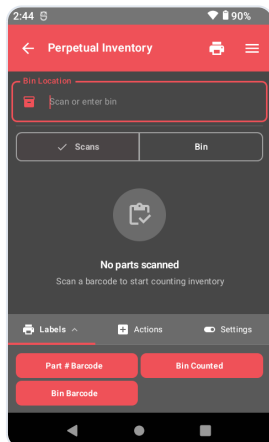 2:44
90%
Perpetual Inventory
Bin Location
Scan or enter bin
Scans
Bin
No parts scanned
Scan a barcode to start counting inventory
Labels
Actions
Settings
Part # Barcode
Bin Counted
Bin Barcode